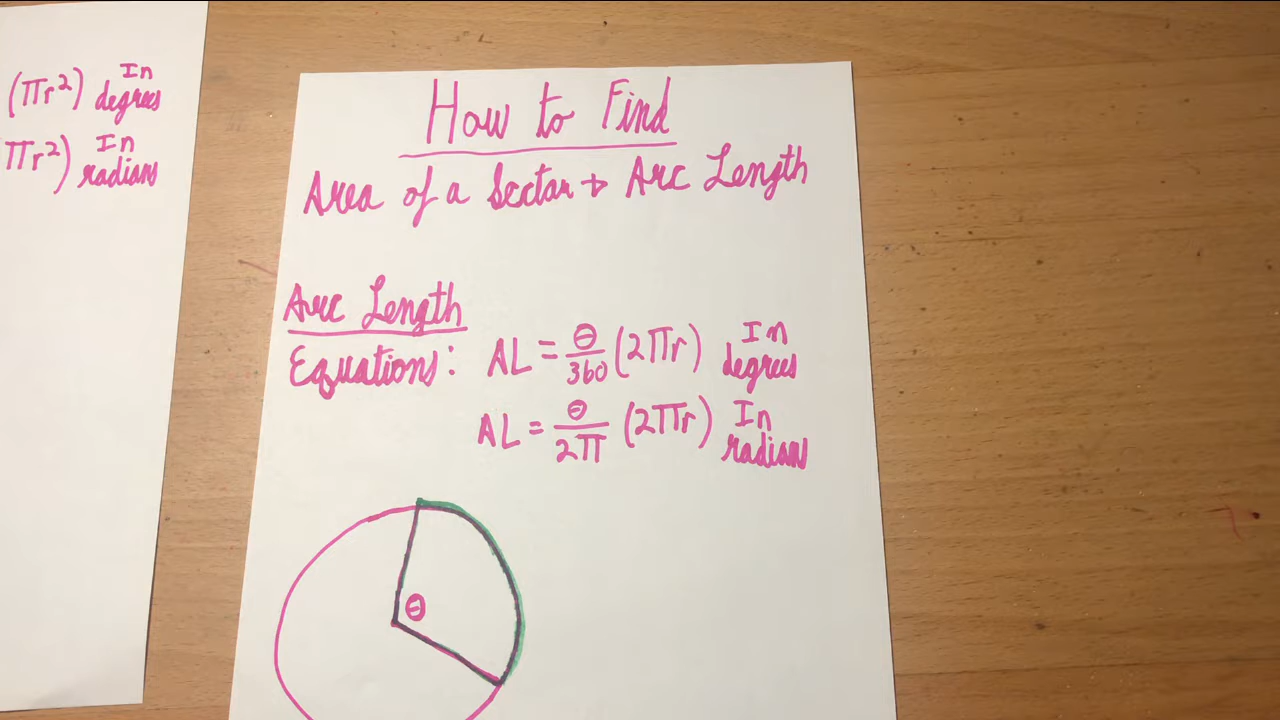 (πr²) In degrees
πr²) In radians
How to Find
Area of a Sector + Arc Length
Arc Length
Equations: AL = θ/360 (2πr) In degrees
AL = θ/2π (2πr) In radians
θ